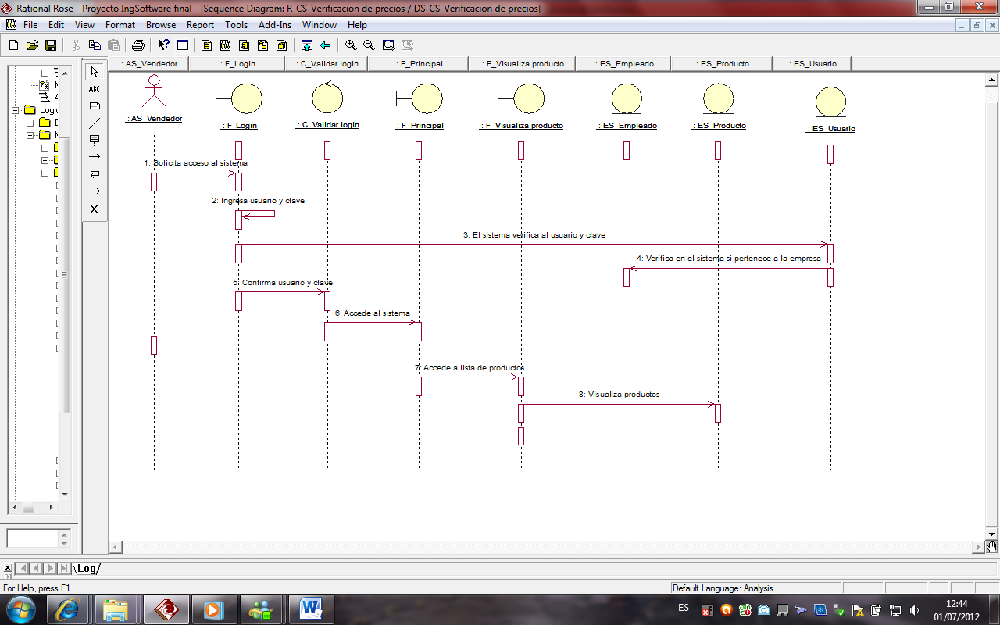 Rational Rose - Proyecto IngSoftware final - [Sequence Diagram: R_CS_Verificacion de precios / DS_CS_Verificacion de precios]
File Edit View Format Browse Report Tools Add-Ins Window Help
: AS_Vendedor : F_Login : C_Validar login : F_Principal : F_Visualiza producto : ES_Empleado : ES_Producto : ES_Usuario
ABC
Logic
: AS_Vendedor : F_Login : C_Validar login : F_Principal : F_Visualiza producto : ES_Empleado : ES_Producto : ES_Usuario
1: Solicita acceso al sistema
2: Ingresa usuario y clave
3: El sistema verifica al usuario y clave
4: Verifica en el sistema si pertenece a la empresa
5: Confirma usuario y clave
6: Accede al sistema
7: Accede a lista de productos
8: Visualiza productos
Log
For Help, press F1
Default Language: Analysis
ES
12:44
01/07/2012